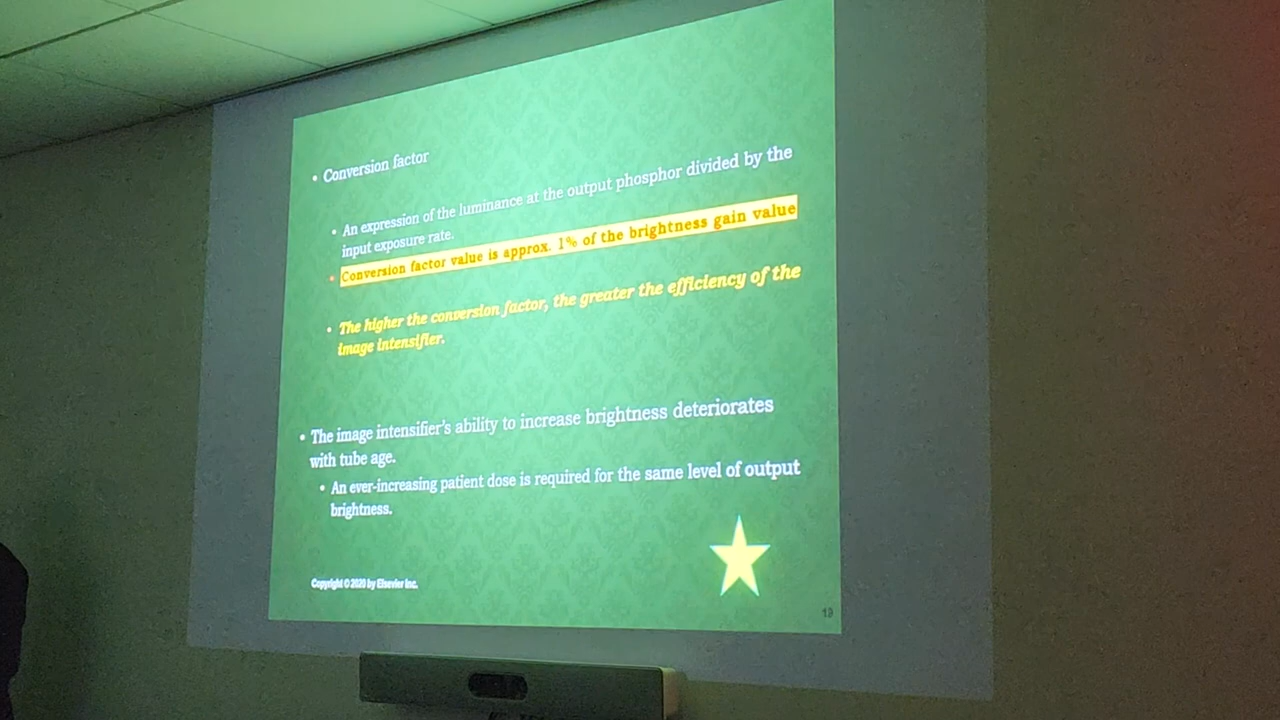 • Conversion factor
• An expression of the luminance at the output phosphor divided by the
input exposure rate.
• Conversion factor value is approx. 1% of the brightness gain value
• The higher the conversion factor, the greater the efficiency of the
image intensifier.
• The image intensifier's ability to increase brightness deteriorates
with tube age.
• An ever-increasing patient dose is required for the same level of output
brightness.
Copyright © 2020 by Elsevier Inc.
19